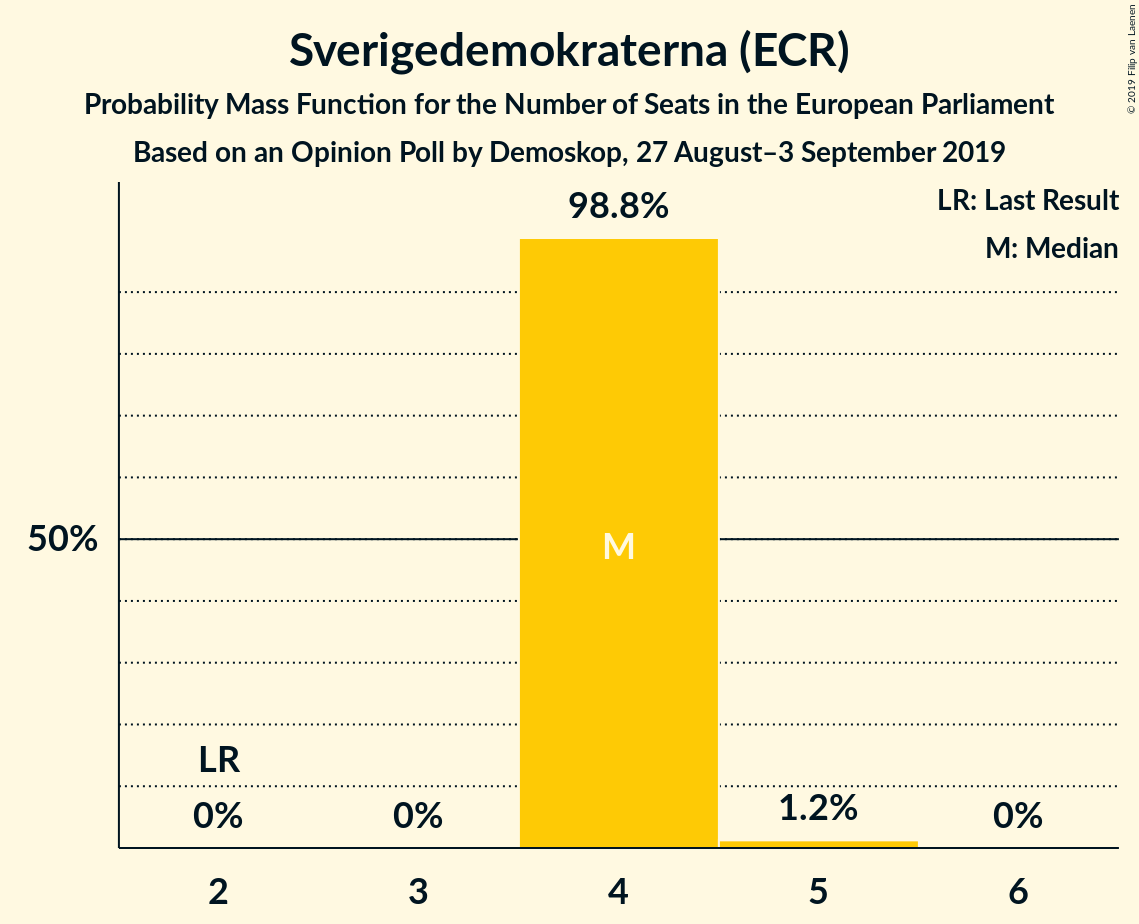 Sverigedemokraterna (ECR)
Probability Mass Function for the Number of Seats in the European Parliament
Based on an Opinion Poll by Demoskop, 27 August–3 September 2019
© 2019 Filip van Laenen
LR: Last Result
M: Median
98.8%
50%
M
LR
0%
0%
1.2%
0%
2
3
4
5
6